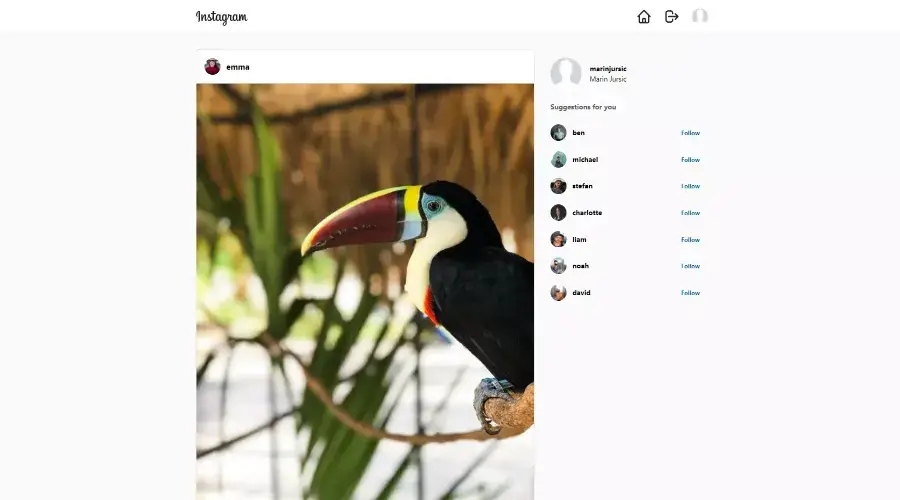 Instagram
emma
marinjursic
Marin Jursic
Suggestions for you
ben Follow
michael Follow
stefan Follow
charlotte Follow
liam Follow
noah Follow
david Follow